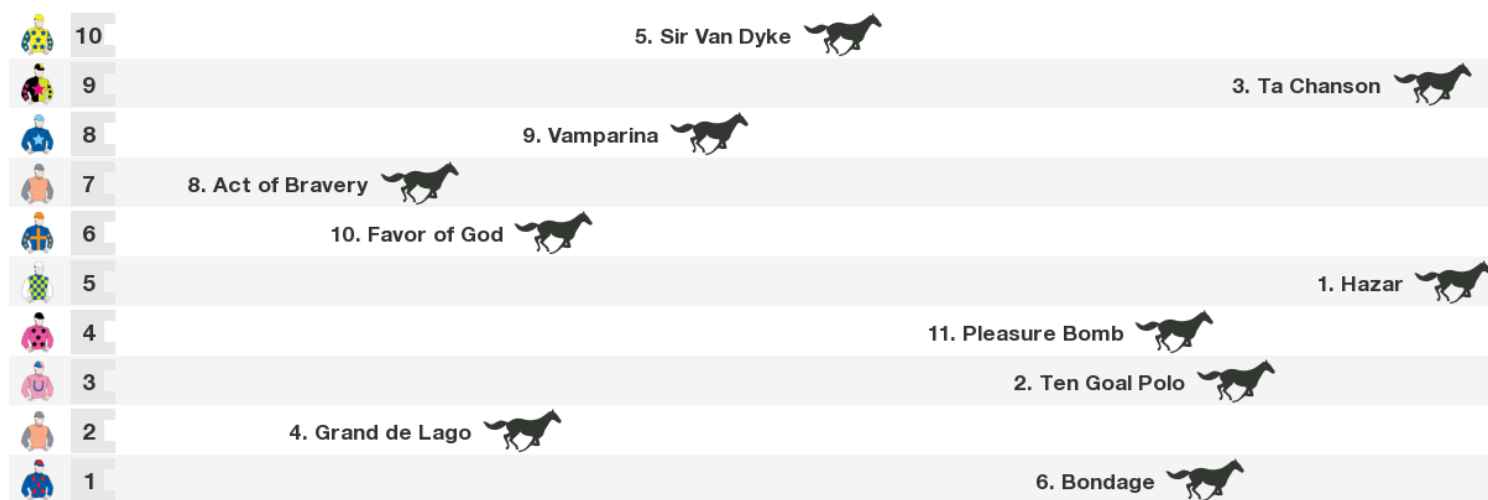 10 5. Sir Van Dyke
9 3. Ta Chanson
8 9. Vamparina
7 8. Act of Bravery
6 10. Favor of God
5 1. Hazar
4 11. Pleasure Bomb
3 2. Ten Goal Polo
2 4. Grand de Lago
1 6. Bondage